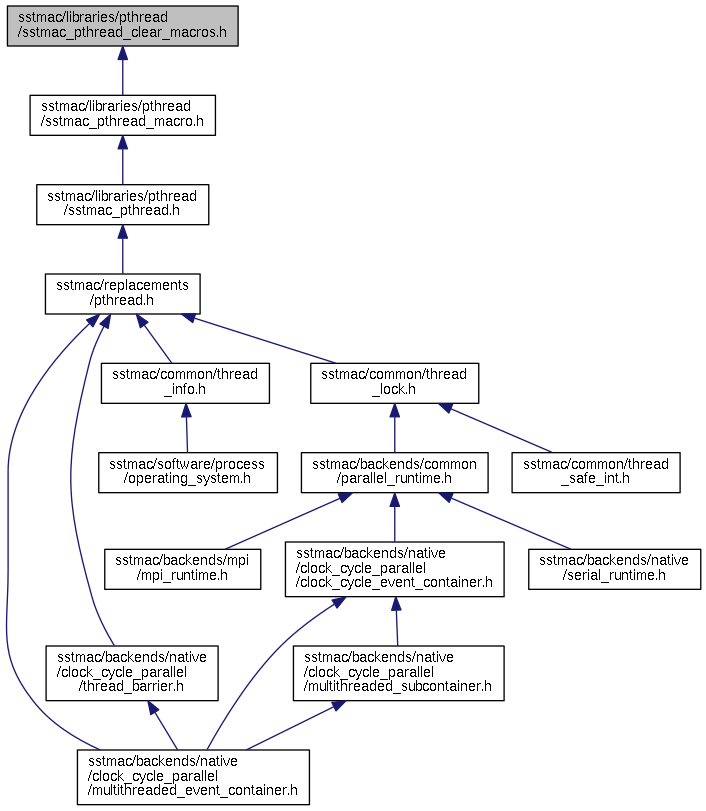 sstmac/libraries/pthread
/sstmac_pthread_clear_macros.h
sstmac/libraries/pthread
/sstmac_pthread_macro.h
sstmac/libraries/pthread
/sstmac_pthread.h
sstmac/replacements
/pthread.h
sstmac/common/thread
_info.h
sstmac/common/thread
_lock.h
sstmac/software/process
/operating_system.h
sstmac/backends/common
/parallel_runtime.h
sstmac/common/thread
_safe_int.h
sstmac/backends/mpi
/mpi_runtime.h
sstmac/backends/native
/clock_cycle_parallel
/clock_cycle_event_container.h
sstmac/backends/native
/serial_runtime.h
sstmac/backends/native
/clock_cycle_parallel
/thread_barrier.h
sstmac/backends/native
/clock_cycle_parallel
/multithreaded_subcontainer.h
sstmac/backends/native
/clock_cycle_parallel
/multithreaded_event_container.h